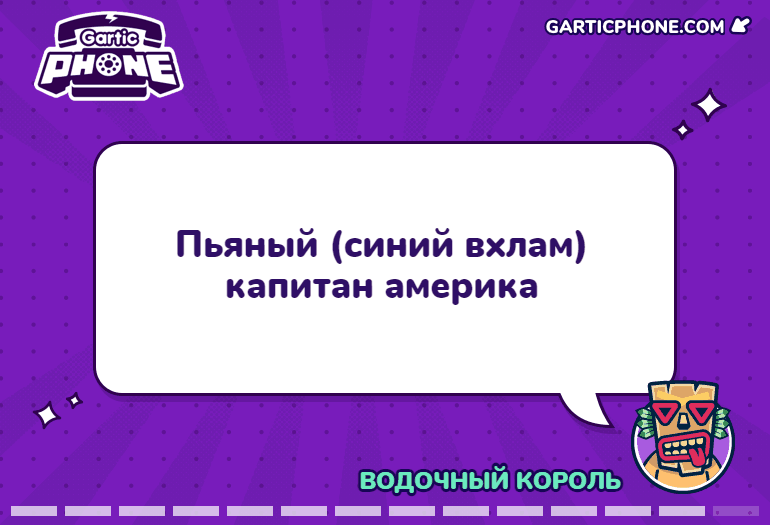 Gartic
PHONE
GARTICPHONE.COM
Пьяный (синий вхлам)
капитан америка
ВОДОЧНЫЙ КОРОЛЬ